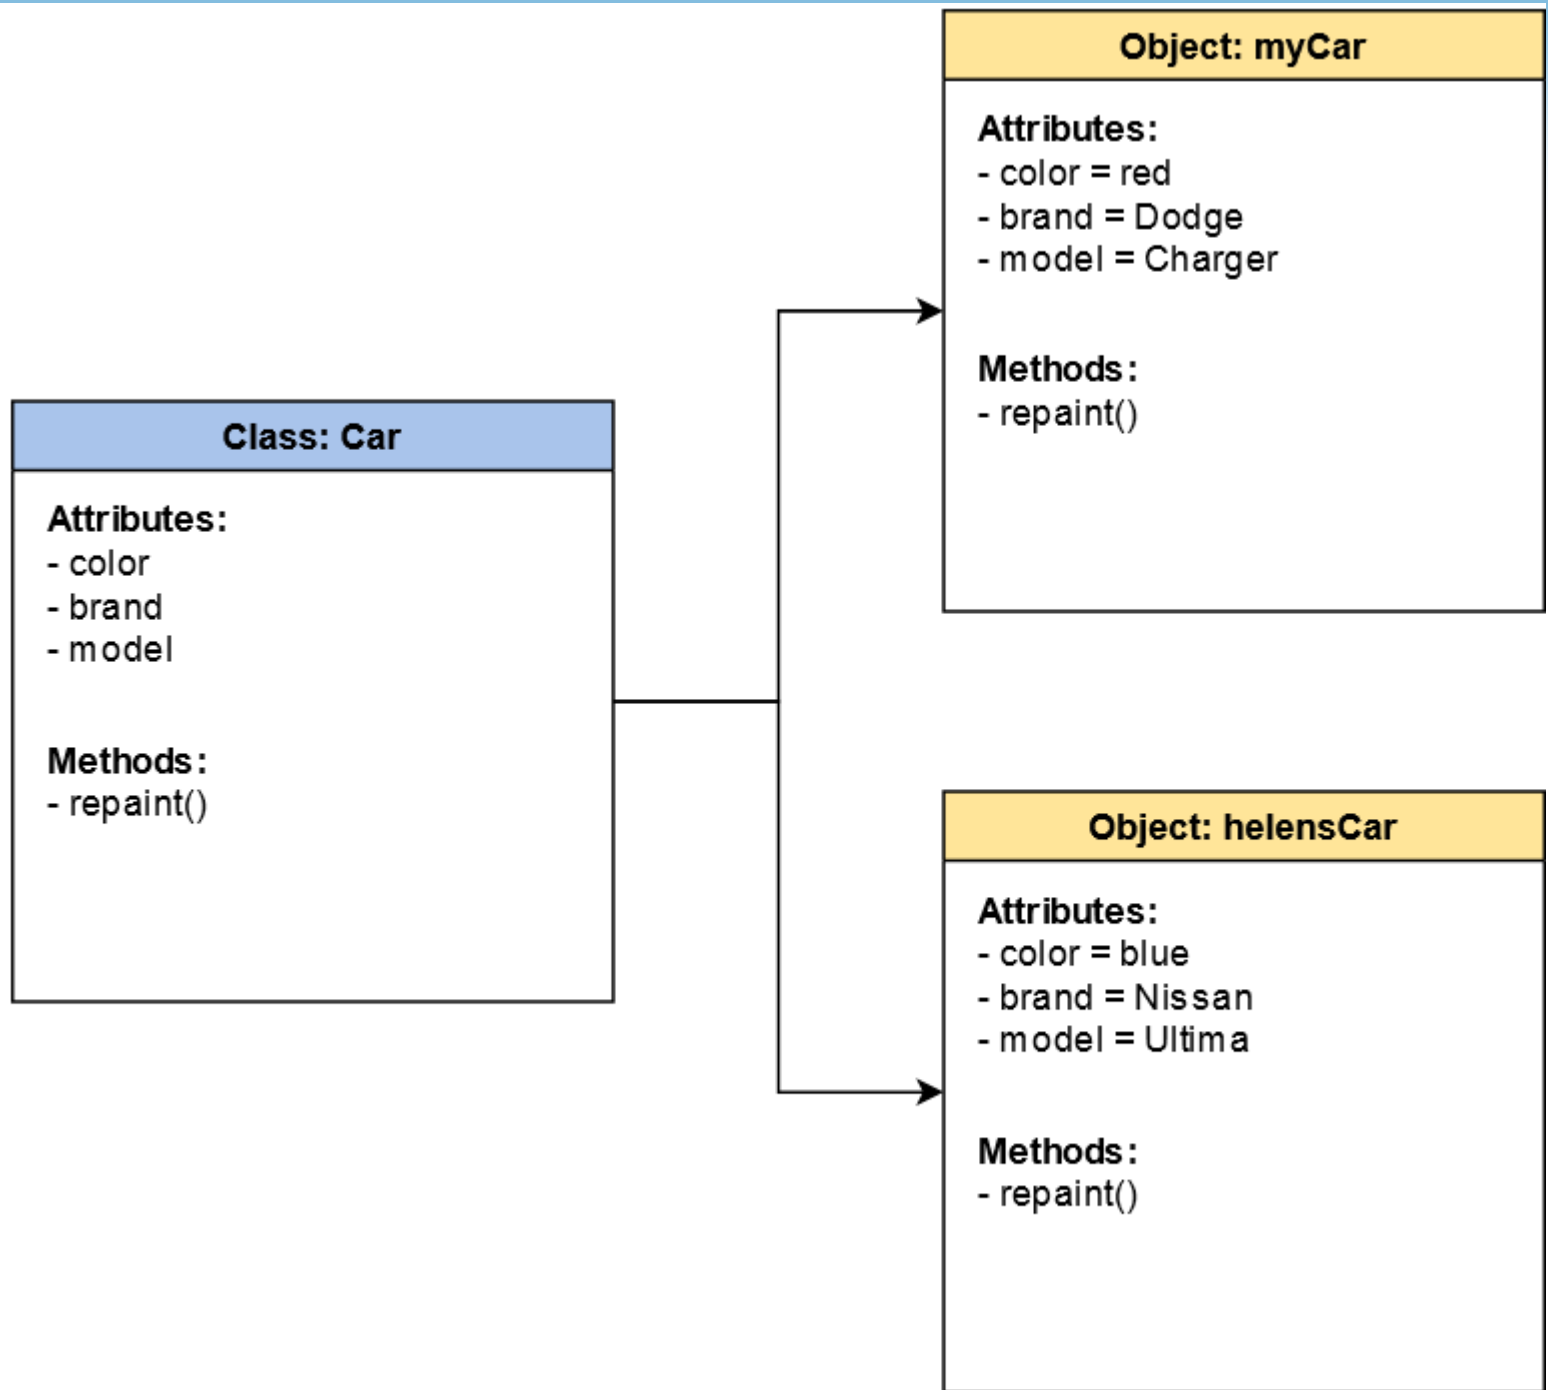 Class: Car
Attributes:
- color
- brand
- model
Methods:
- repaint()
Object: myCar
Attributes:
- color = red
- brand = Dodge
- model = Charger
Methods:
- repaint()
Object: helensCar
Attributes:
- color = blue
- brand = Nissan
- model = Ultima
Methods:
- repaint()